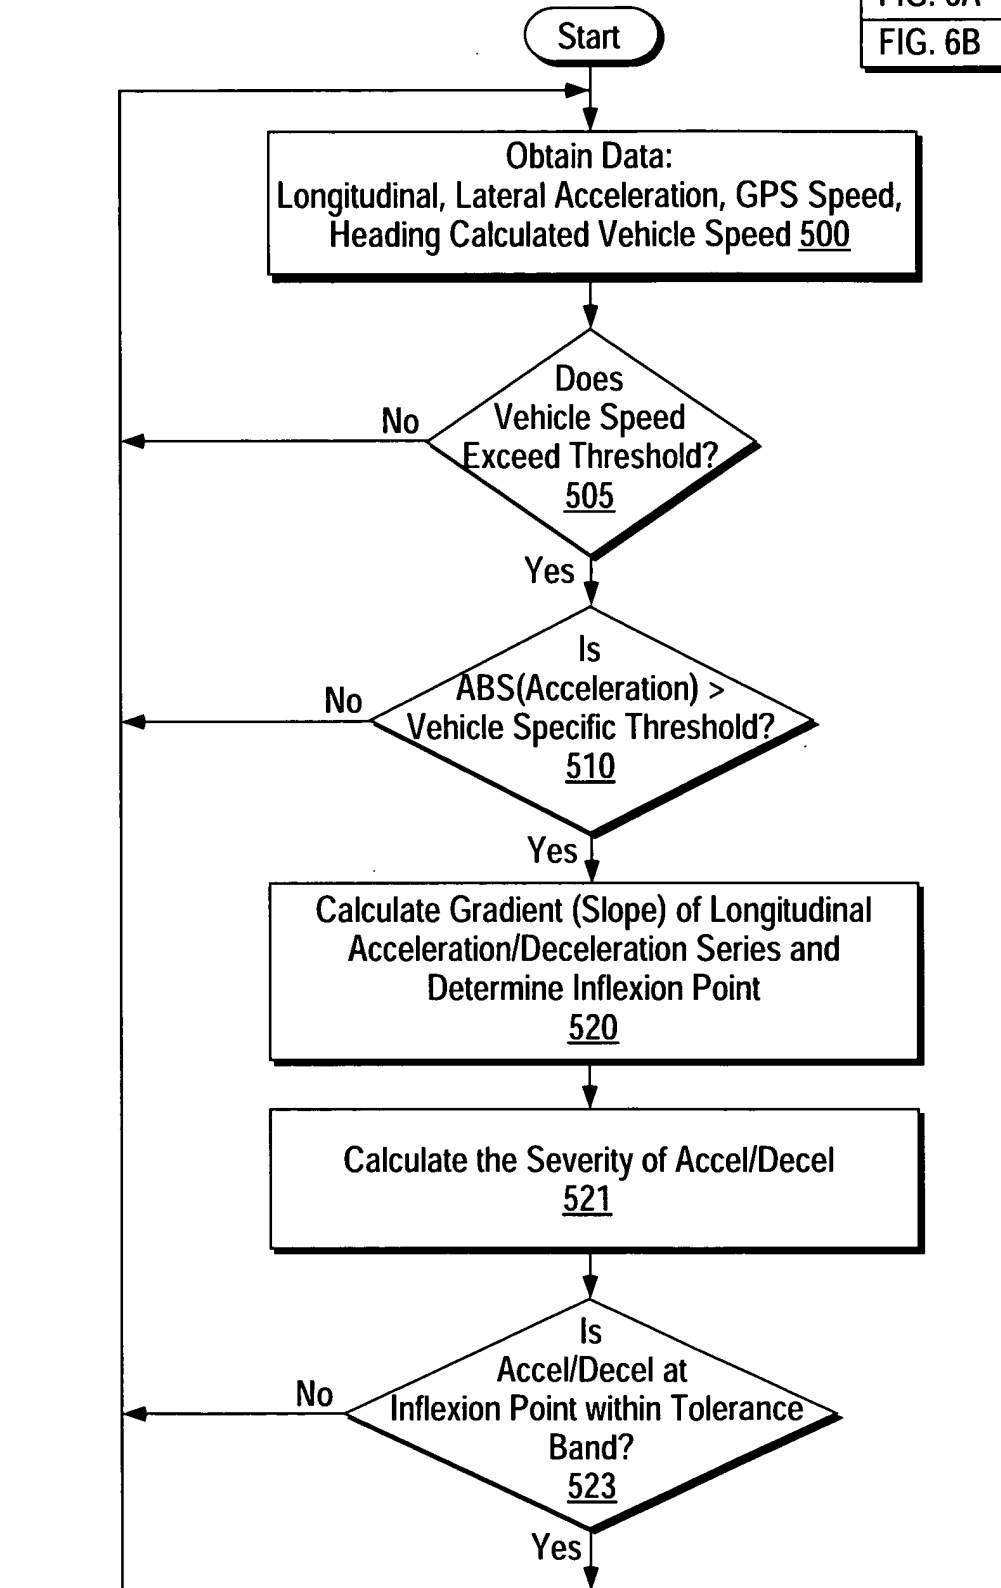 Start
FIG. 6B
Obtain Data:
Longitudinal, Lateral Acceleration, GPS Speed,
Heading Calculated Vehicle Speed 500
Does
Vehicle Speed
Exceed Threshold?
505
No
Yes
Is
ABS(Acceleration) >
Vehicle Specific Threshold?
510
No
Yes
Calculate Gradient (Slope) of Longitudinal
Acceleration/Deceleration Series and
Determine Inflexion Point
520
Calculate the Severity of Accel/Decel
521
Is
Accel/Decel at
Inflexion Point within Tolerance
Band?
523
No
Yes